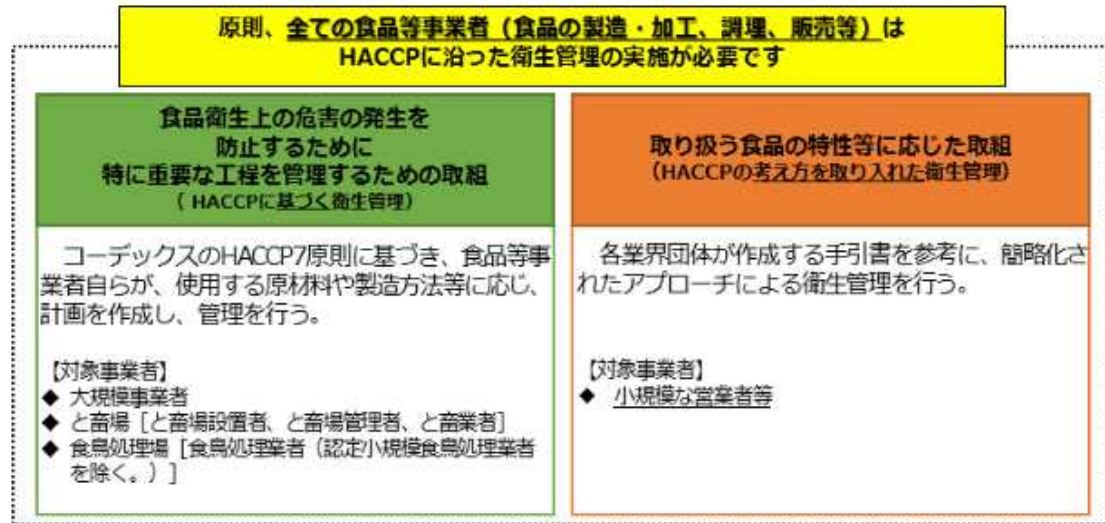 原則、全ての食品等事業者（食品の製造・加工、調理、販売等）は
HACCPに沿った衛生管理の実施が必要です
食品衛生上の危害の発生を
防止するために
特に重要な工程を管理するための取組
（ HACCPに基づく衛生管理）
コーデックスのHACCP7原則に基づき、食品等事
業者自らが、使用する原材料や製造方法等に応じ、
計画を作成し、管理を行う。
【対象事業者】
◆ 大規模事業者
◆ と畜場［と畜場設置者、と畜場管理者、と畜業者］
◆ 食鳥処理場［食鳥処理業者（認定小規模食鳥処理業者
を除く。）］
取り扱う食品の特性等に応じた取組
（HACCPの考え方を取り入れた衛生管理）
各業界団体が作成する手引書を参考に、簡略化さ
れたアプローチによる衛生管理を行う。
【対象事業者】
◆ 小規模な営業者等